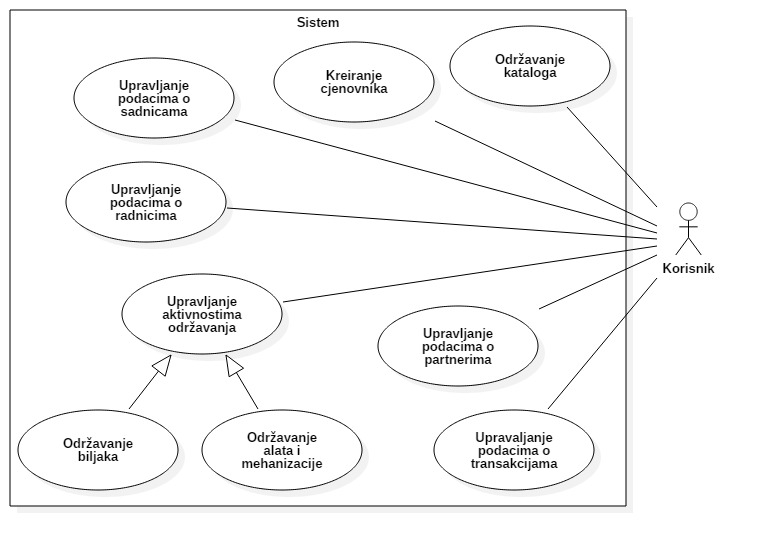 Sistem
Upravljanje
podacima o
sadnicama
Kreiranje
cjenovnika
Održavanje
kataloga
Upravljanje
podacima o
radnicima
Korisnik
Upravljanje
aktivnostima
održavanja
Upravljanje
podacima o
partnerima
Održavanje
biljaka
Održavanje
alata i
mehanizacije
Upravaljanje
podacima o
transakcijama